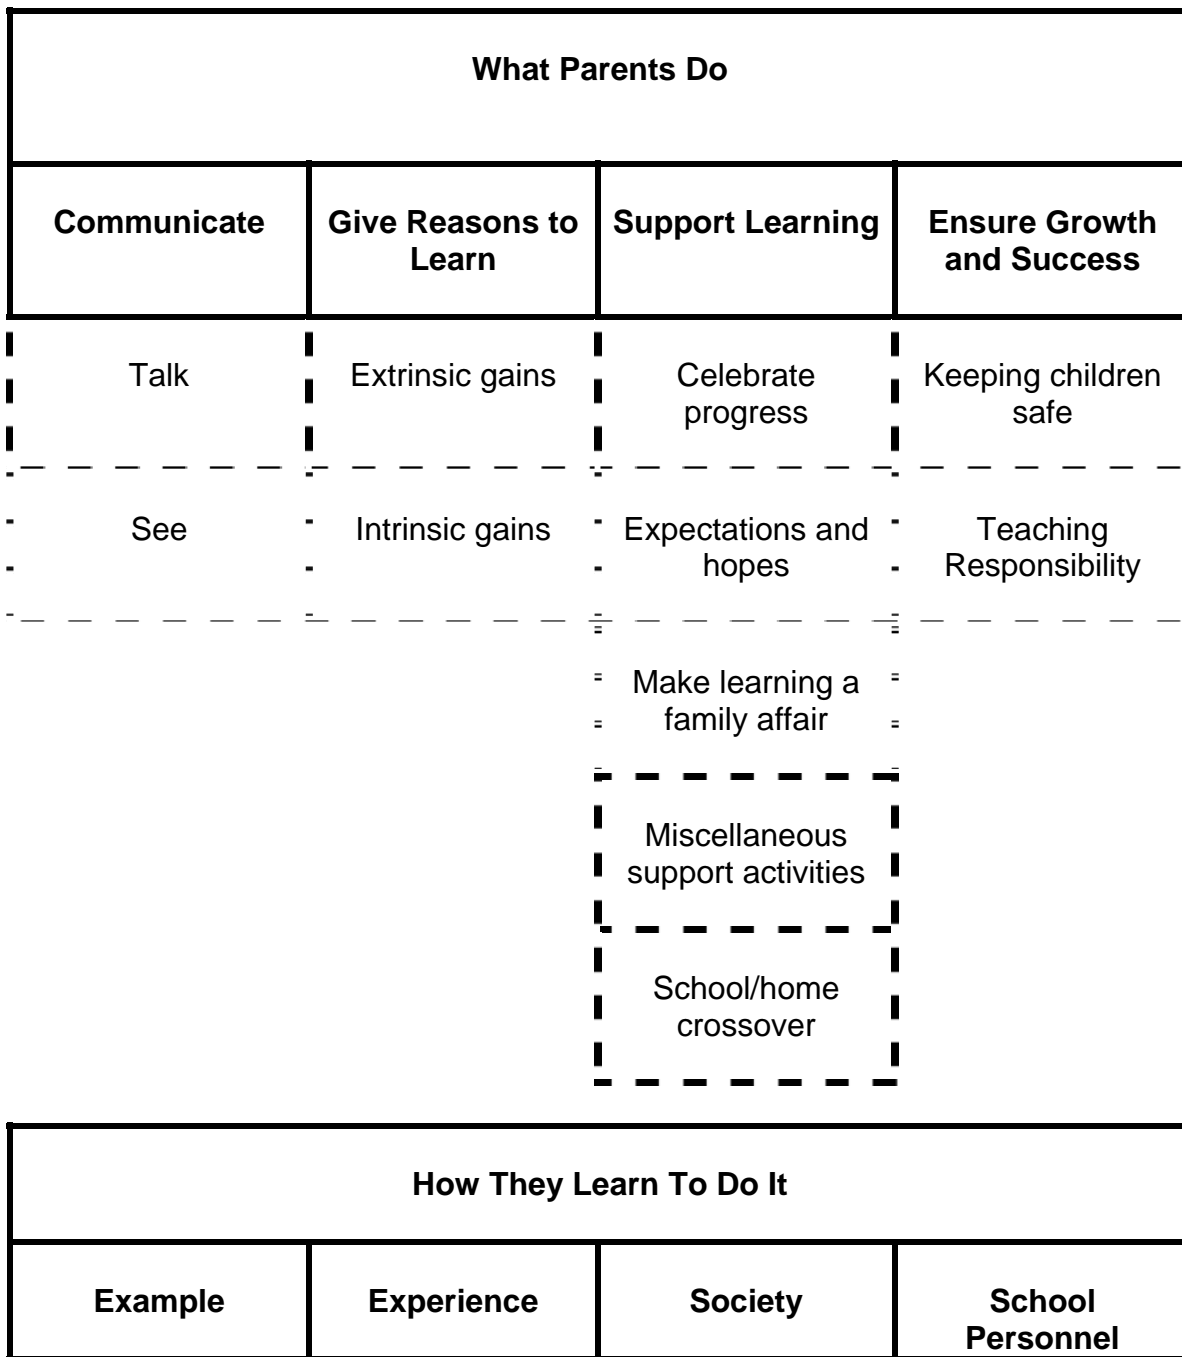 What Parents Do
Communicate
Give Reasons to
Learn
Support Learning
Ensure Growth
and Success
Talk
Extrinsic gains
Celebrate
progress
Keeping children
safe
See
Intrinsic gains
Expectations and
hopes
Teaching
Responsibility
Make learning a
family affair
Miscellaneous
support activities
School/home
crossover
How They Learn To Do It
Example
Experience
Society
School
Personnel